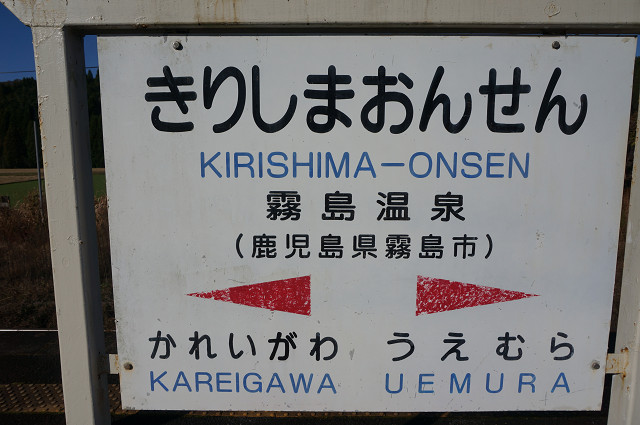 きりしまおんせん
KIRISHIMA-ONSEN
霧島温泉
(鹿児島県霧島市)
かれいがわ うえむら
KAREIGAWA UEMURA